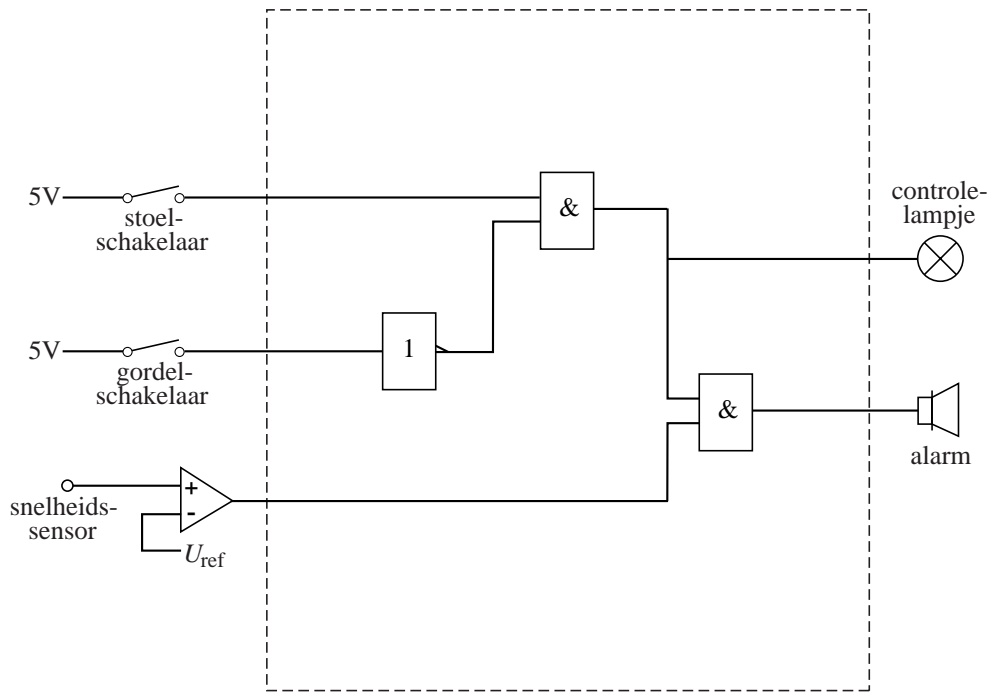 5V
stoel-
schakelaar
&
controle-
lampje
5V
gordel-
schakelaar
1
&
alarm
snelheids-
sensor
+
-
Uref